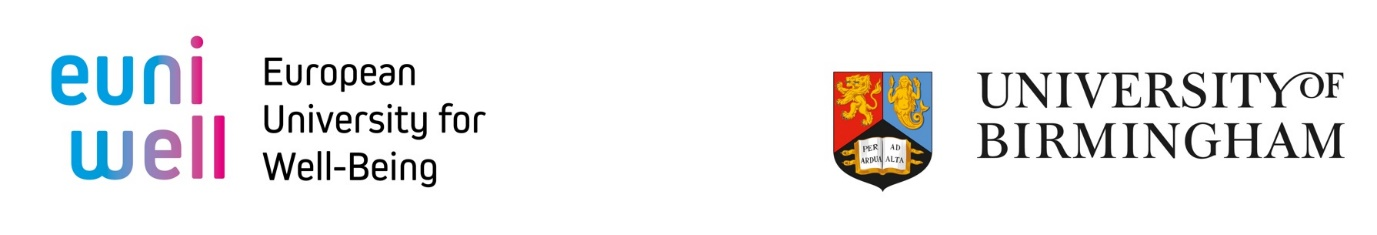 euni
well
European
University for
Well-Being
PER AD
ARDUA ALTA
UNIVERSITY OF
BIRMINGHAM